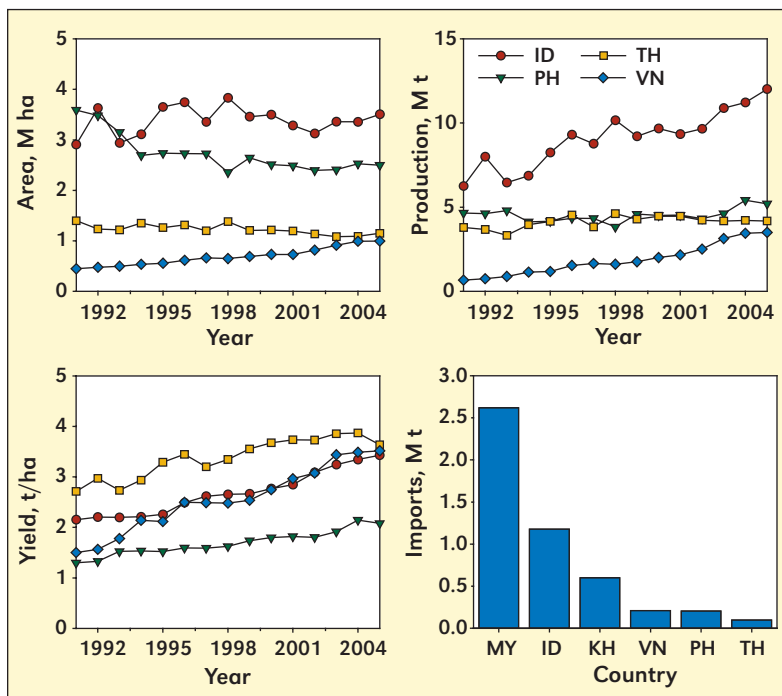 5
4
3
2
1
0
Area, M ha
1992 1995 1998 2001 2004
Year
15
10
5
0
Production, M t
ID TH
PH VN
1992 1995 1998 2001 2004
Year
5
4
3
2
1
0
Yield, t/ha
1992 1995 1998 2001 2004
Year
3.0
2.5
2.0
1.5
1.0
0.5
0.0
Imports, M t
MY ID KH VN PH TH
Country